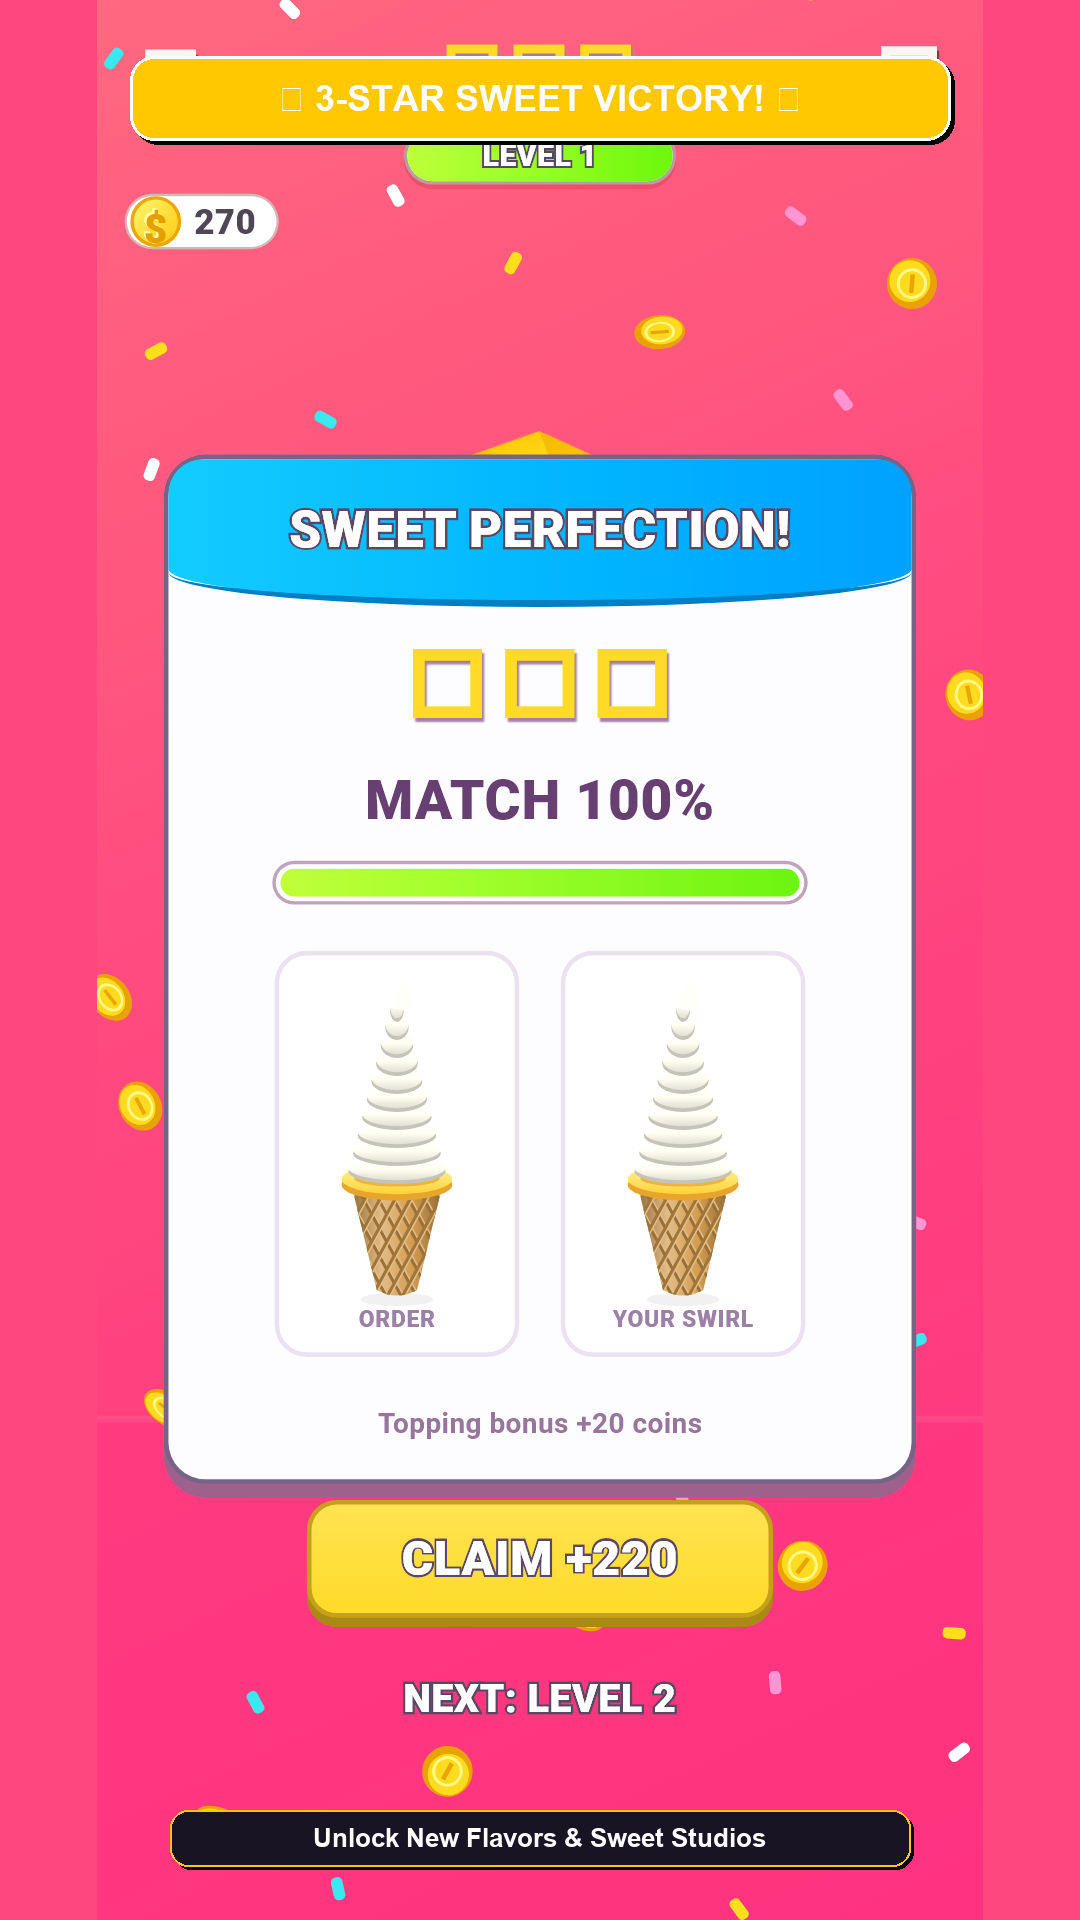 3-STAR SWEET VICTORY!
LEVEL 1
270
SWEET PERFECTION!
MATCH 100%
ORDER
YOUR SWIRL
Topping bonus +20 coins
CLAIM +220
NEXT: LEVEL 2
Unlock New Flavors & Sweet Studios